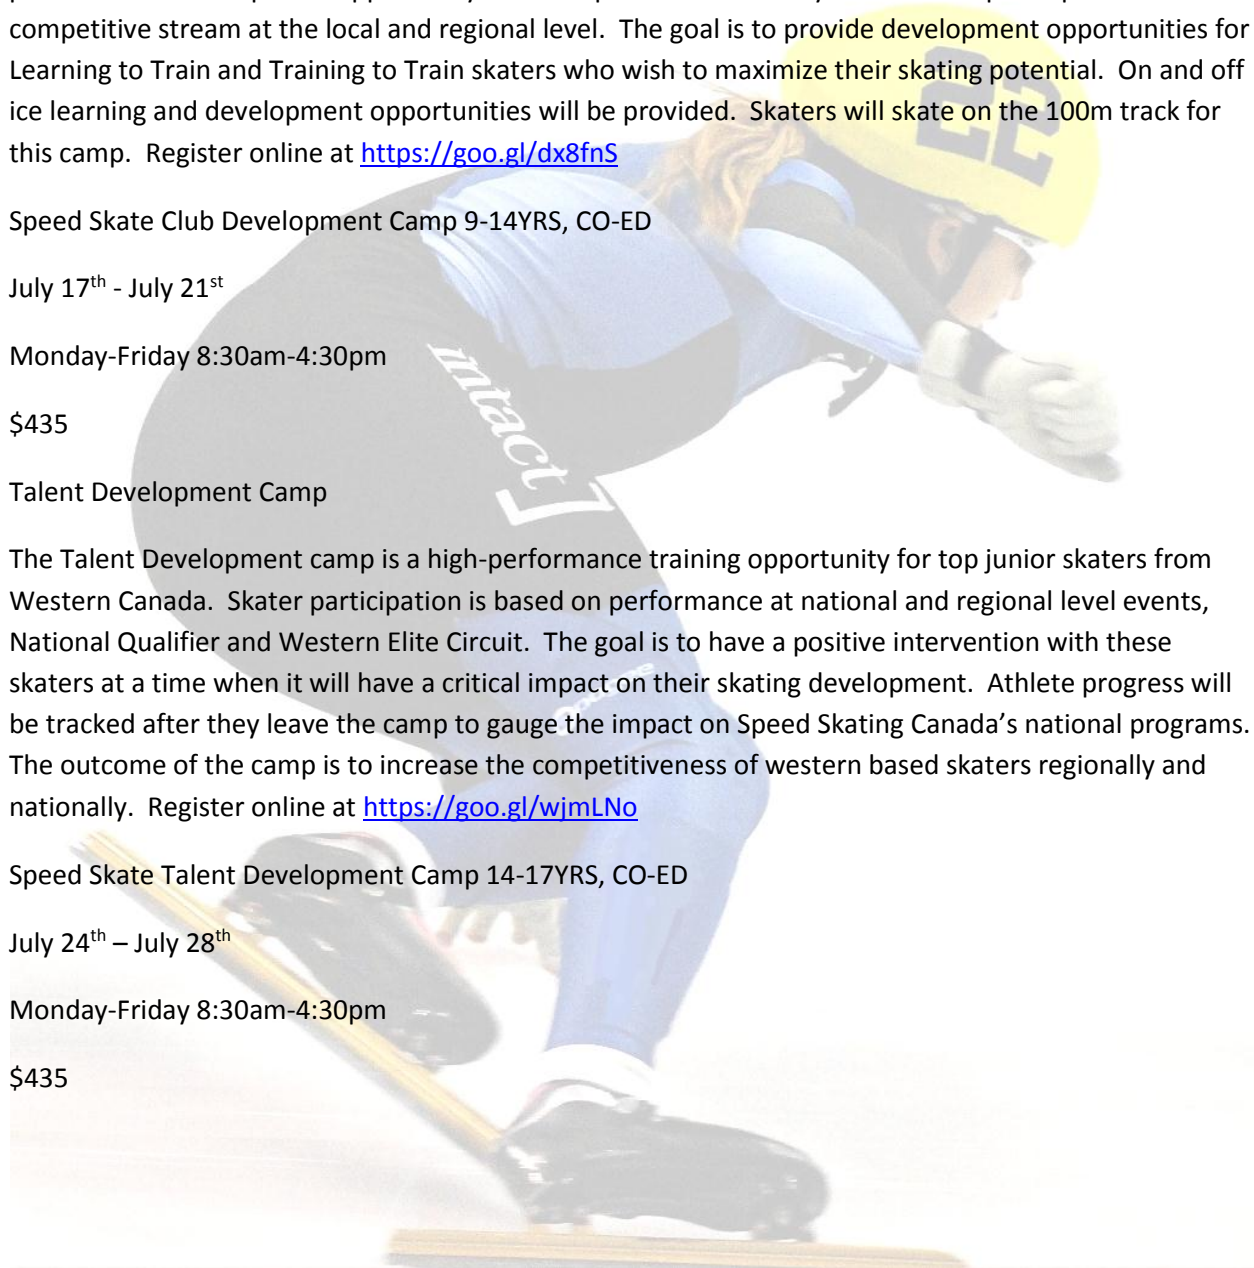 competitive stream at the local and regional level.  The goal is to provide development opportunities for
Learning to Train and Training to Train skaters who wish to maximize their skating potential.  On and off
ice learning and development opportunities will be provided.  Skaters will skate on the 100m track for
this camp.  Register online at https://goo.gl/dx8fnS
Speed Skate Club Development Camp 9-14YRS, CO-ED
July 17th - July 21st
Monday-Friday 8:30am-4:30pm
$435
Talent Development Camp
The Talent Development camp is a high-performance training opportunity for top junior skaters from
Western Canada.  Skater participation is based on performance at national and regional level events,
National Qualifier and Western Elite Circuit.  The goal is to have a positive intervention with these
skaters at a time when it will have a critical impact on their skating development.  Athlete progress will
be tracked after they leave the camp to gauge the impact on Speed Skating Canada’s national programs.
The outcome of the camp is to increase the competitiveness of western based skaters regionally and
nationally.  Register online at https://goo.gl/wjmLNo
Speed Skate Talent Development Camp 14-17YRS, CO-ED
July 24th – July 28th
Monday-Friday 8:30am-4:30pm
$435
22
intact